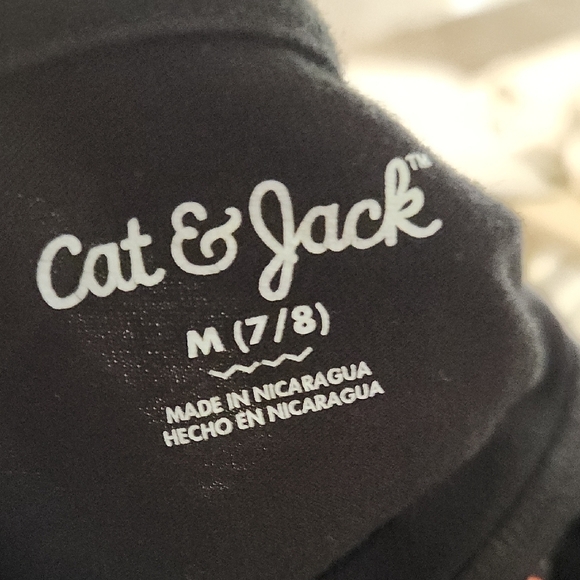 Cat & Jack™
M (7/8)
MADE IN NICARAGUA
HECHO EN NICARAGUA